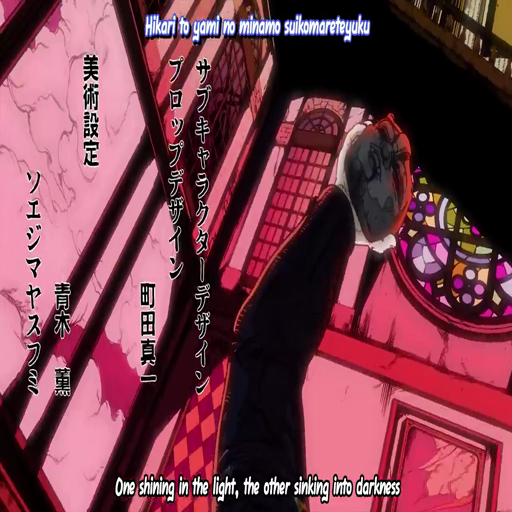 Hikari to yami no minamo suikomareteyuku
サブキャラクターデザイン
プロップデザイン
町田真一
美術設定
青木 薫
ソエジマヤスフミ
One shining in the light, the other sinking into darkness